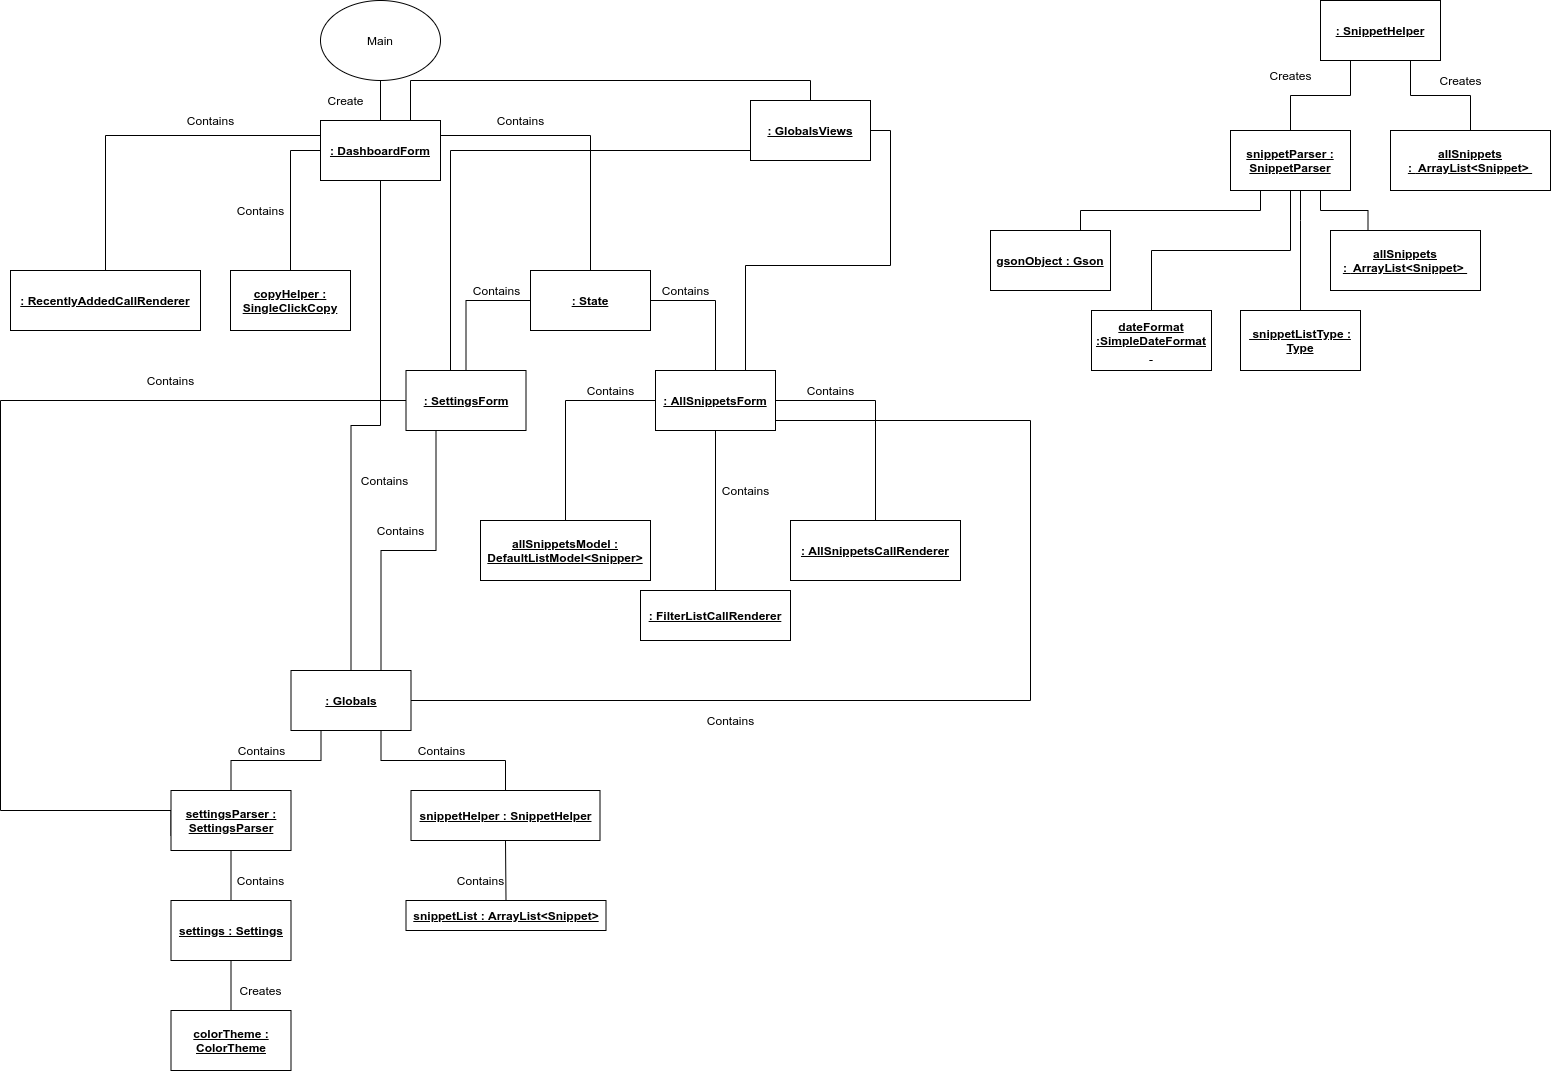 Main
: SnippetHelper
Creates
Creates
Create
Contains
Contains
: GlobalsViews
: DashboardForm
snippetParser :
SnippetParser
allSnippets
:  ArrayList<Snippet>
Contains
gsonObject : Gson
allSnippets
:  ArrayList<Snippet>
: RecentlyAddedCallRenderer
copyHelper :
SingleClickCopy
Contains
: State
Contains
dateFormat
:SimpleDateFormat
snippetListType :
Type
Contains
: SettingsForm
Contains
: AllSnippetsForm
Contains
Contains
Contains
Contains
allSnippetsModel :
DefaultListModel<Snipper>
: AllSnippetsCallRenderer
: FilterListCallRenderer
: Globals
Contains
Contains
Contains
settingsParser :
SettingsParser
snippetHelper : SnippetHelper
Contains
Contains
settings : Settings
snippetList : ArrayList<Snippet>
Creates
colorTheme :
ColorTheme